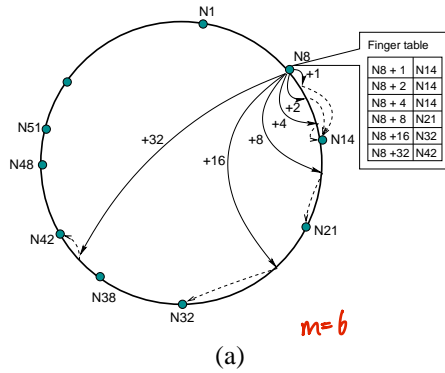 N1
N8
+1
+2
+4
+8
+16
+32
N14
N21
N32
N38
N42
N48
N51
Finger table
N8 + 1 N14
N8 + 2 N14
N8 + 4 N14
N8 + 8 N21
N8 +16 N32
N8 +32 N42
m=6
(a)